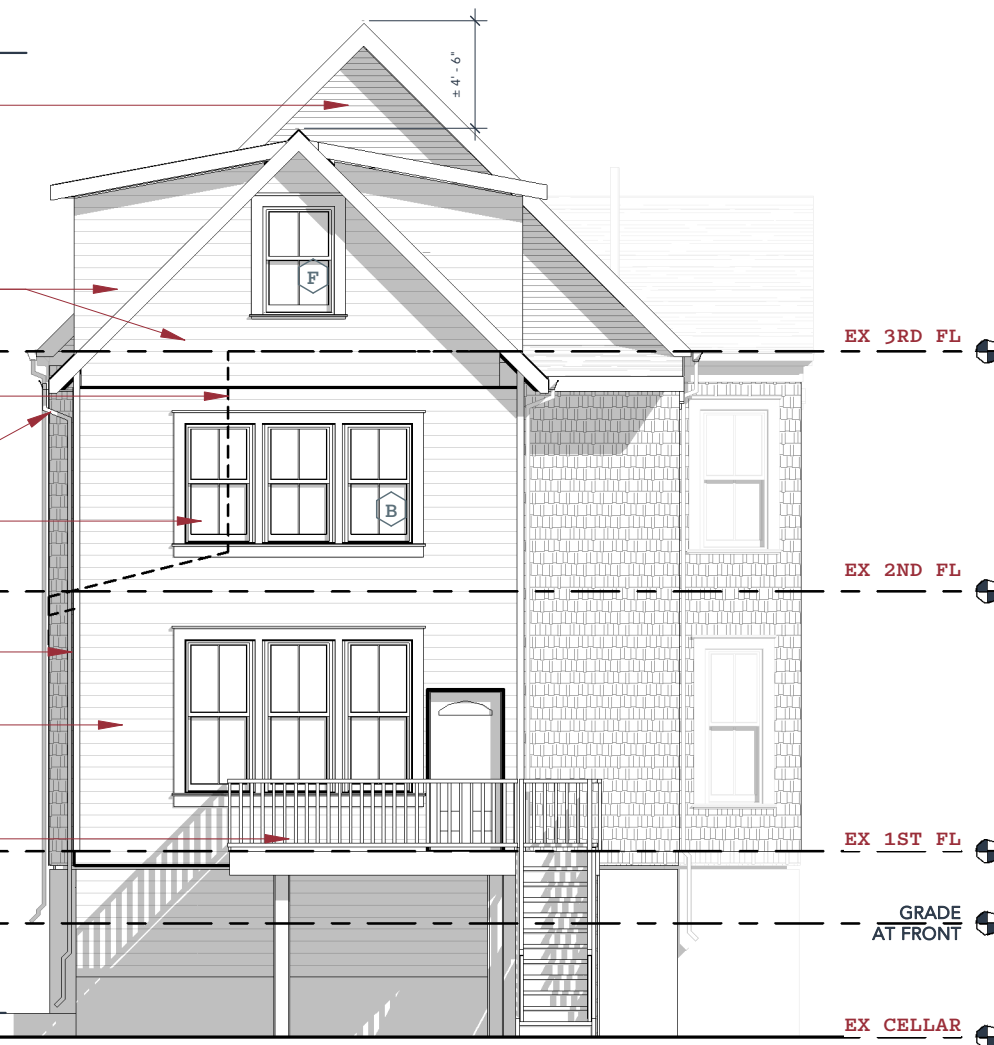 ± 4' - 6"
F
EX 3RD FL
B
EX 2ND FL
EX 1ST FL
GRADE
AT FRONT
EX CELLAR